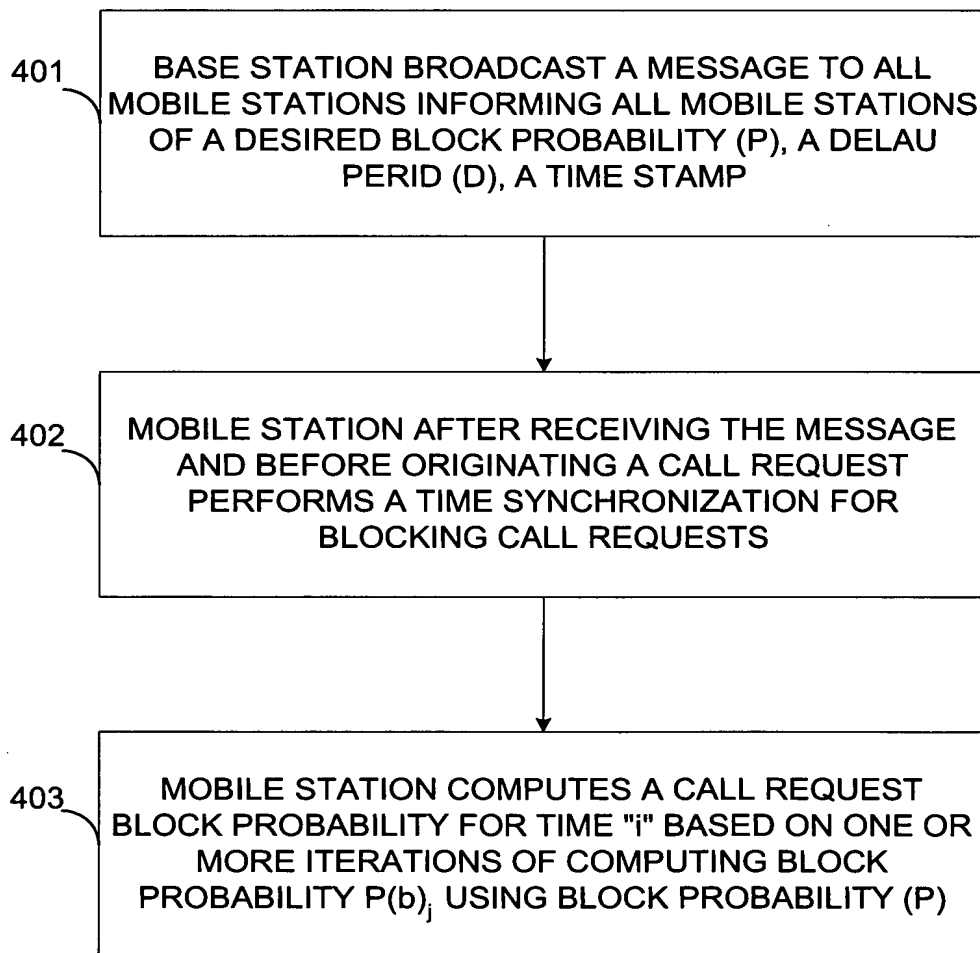 401
BASE STATION BROADCAST A MESSAGE TO ALL
MOBILE STATIONS INFORMING ALL MOBILE STATIONS
OF A DESIRED BLOCK PROBABILITY (P), A DELAU
PERID (D), A TIME STAMP
402
MOBILE STATION AFTER RECEIVING THE MESSAGE
AND BEFORE ORIGINATING A CALL REQUEST
PERFORMS A TIME SYNCHRONIZATION FOR
BLOCKING CALL REQUESTS
403
MOBILE STATION COMPUTES A CALL REQUEST
BLOCK PROBABILITY FOR TIME "i" BASED ON ONE OR
MORE ITERATIONS OF COMPUTING BLOCK
PROBABILITY P(b)j USING BLOCK PROBABILITY (P)